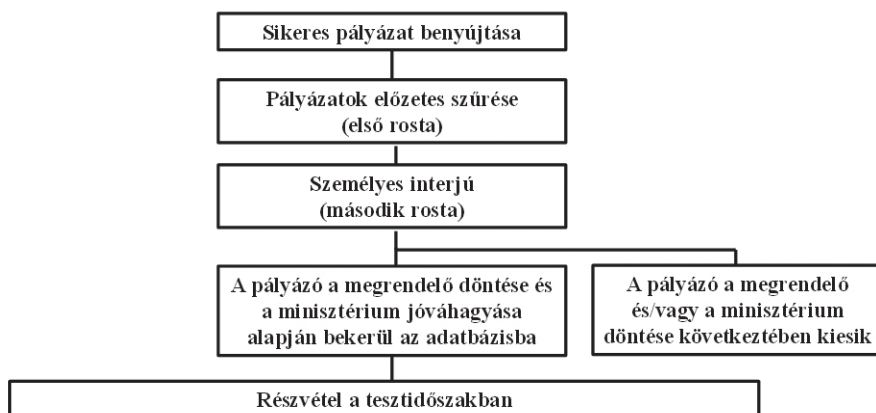 Sikeres pályázat benyújtása
Pályázatok előzetes szűrése
(első rosta)
Személyes interjú
(második rosta)
A pályázó a megrendelő döntése és
a minisztérium jóváhagyása
alapján bekerül az adatbázisba
A pályázó a megrendelő
és/vagy a minisztérium
döntése következtében kiesik
Részvétel a tesztidőszakban